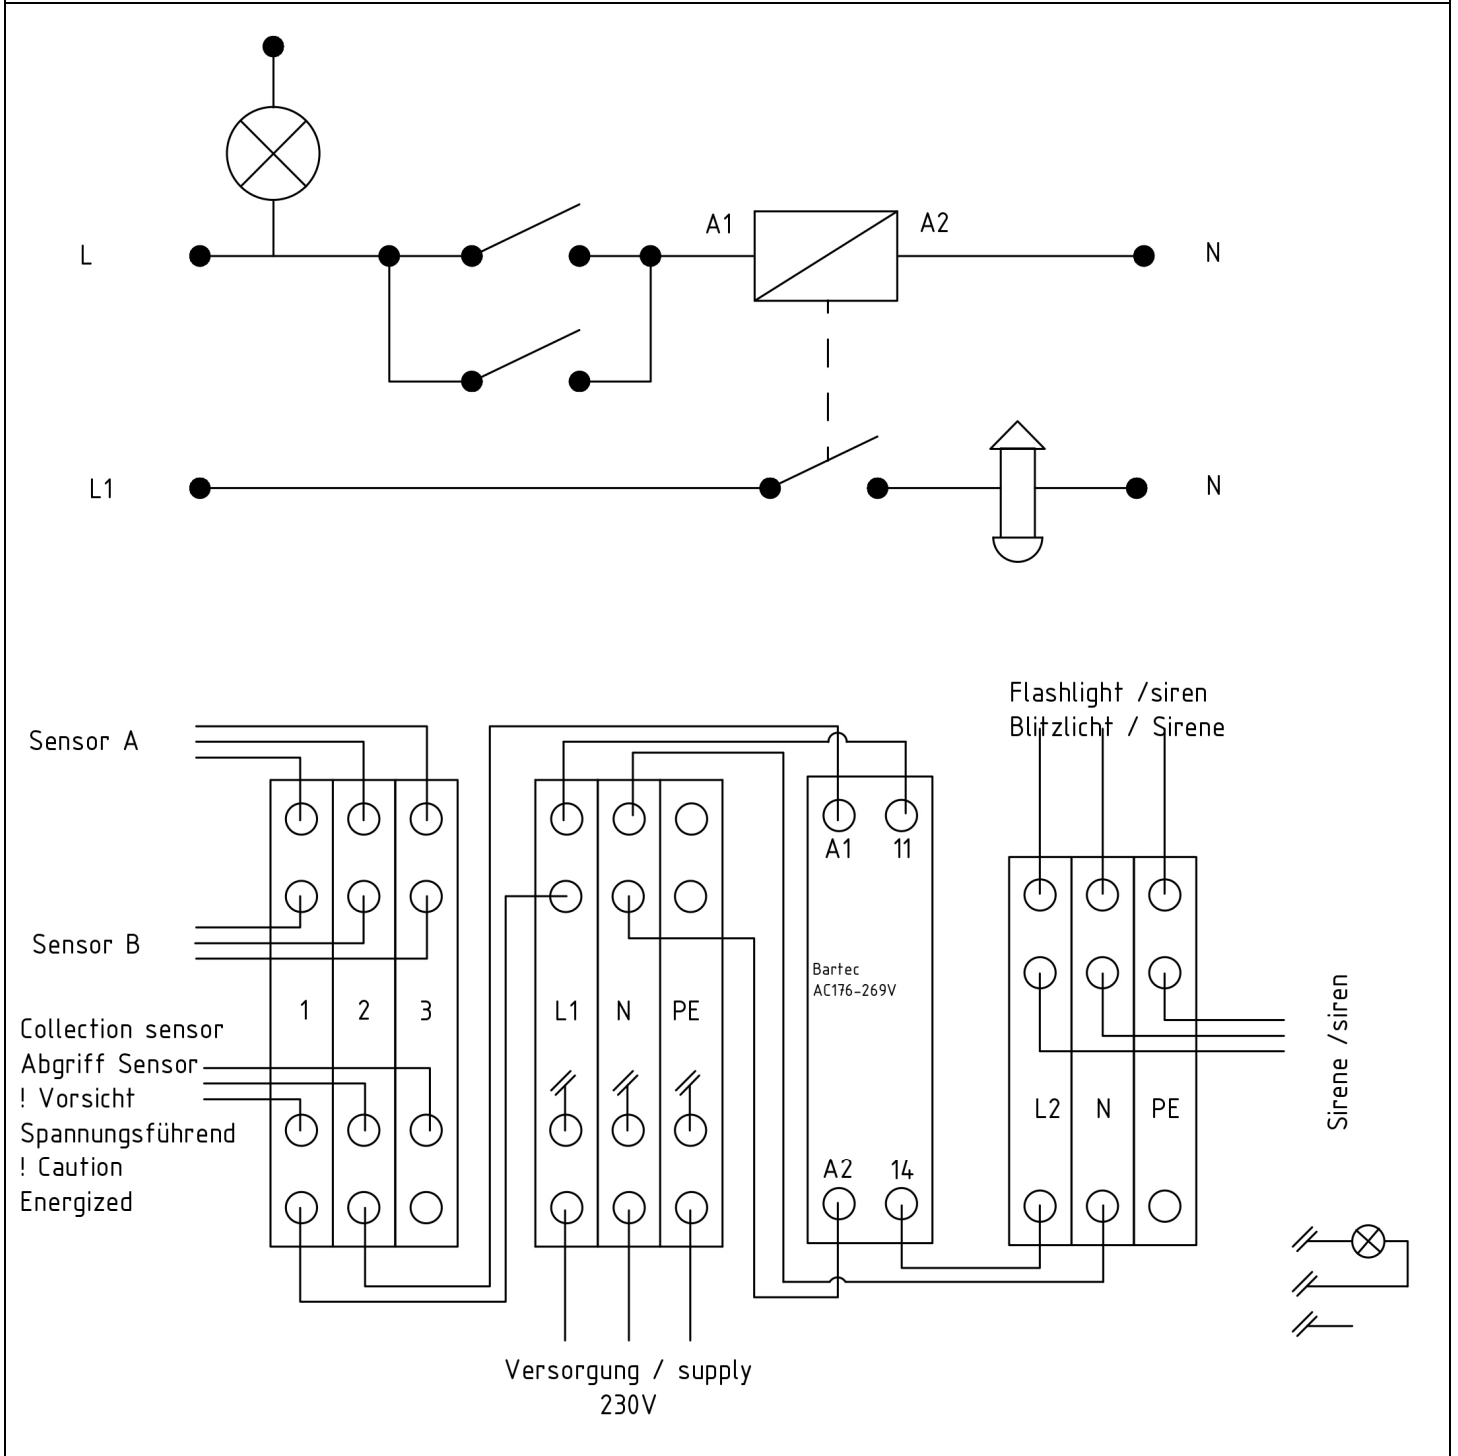 A1
A2
L
N
L1
N
Flashlight /siren
Blitzlicht / Sirene
Sensor A
A1
11
Sensor B
Bartec
AC176-269V
1
2
3
L1
N
PE
Collection sensor
Abgriff Sensor
! Vorsicht
Spannungsführend
! Caution
Energized
L2
N
PE
Sirene /siren
A2
14
Versorgung / supply
230V